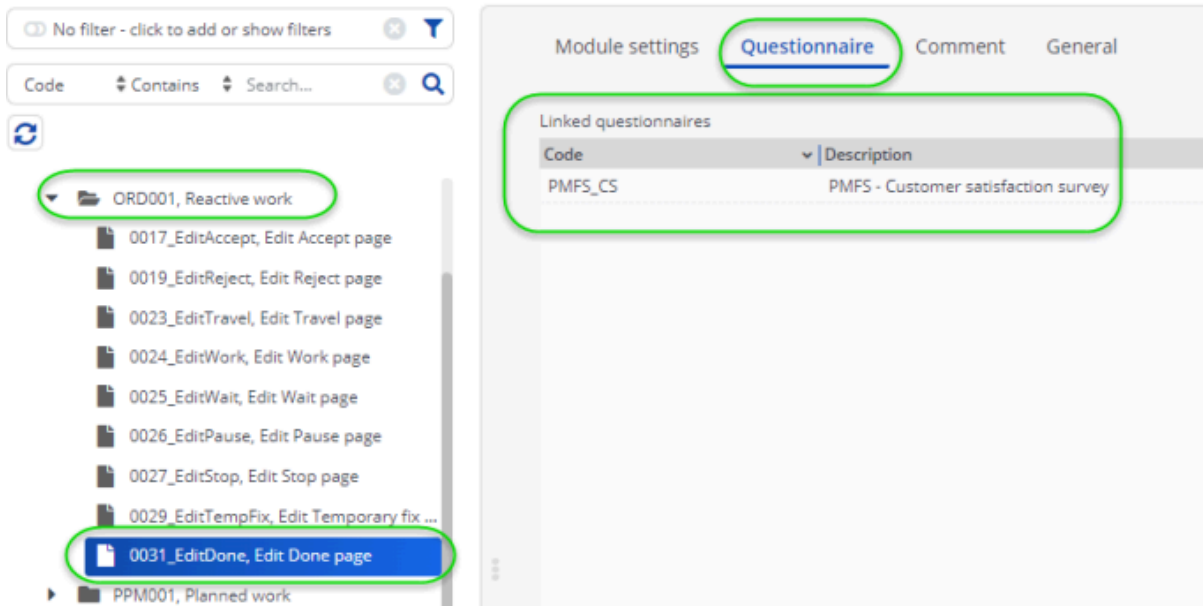 No filter - click to add or show filters
Code Contains Search...
ORD001, Reactive work
0017_EditAccept, Edit Accept page
0019_EditReject, Edit Reject page
0023_EditTravel, Edit Travel page
0024_EditWork, Edit Work page
0025_EditWait, Edit Wait page
0026_EditPause, Edit Pause page
0027_EditStop, Edit Stop page
0029_EditTempFix, Edit Temporary fix ...
0031_EditDone, Edit Done page
PPM001, Planned work
Module settings Questionnaire Comment General
Linked questionnaires
Code Description
PMFS_CS PMFS - Customer satisfaction survey